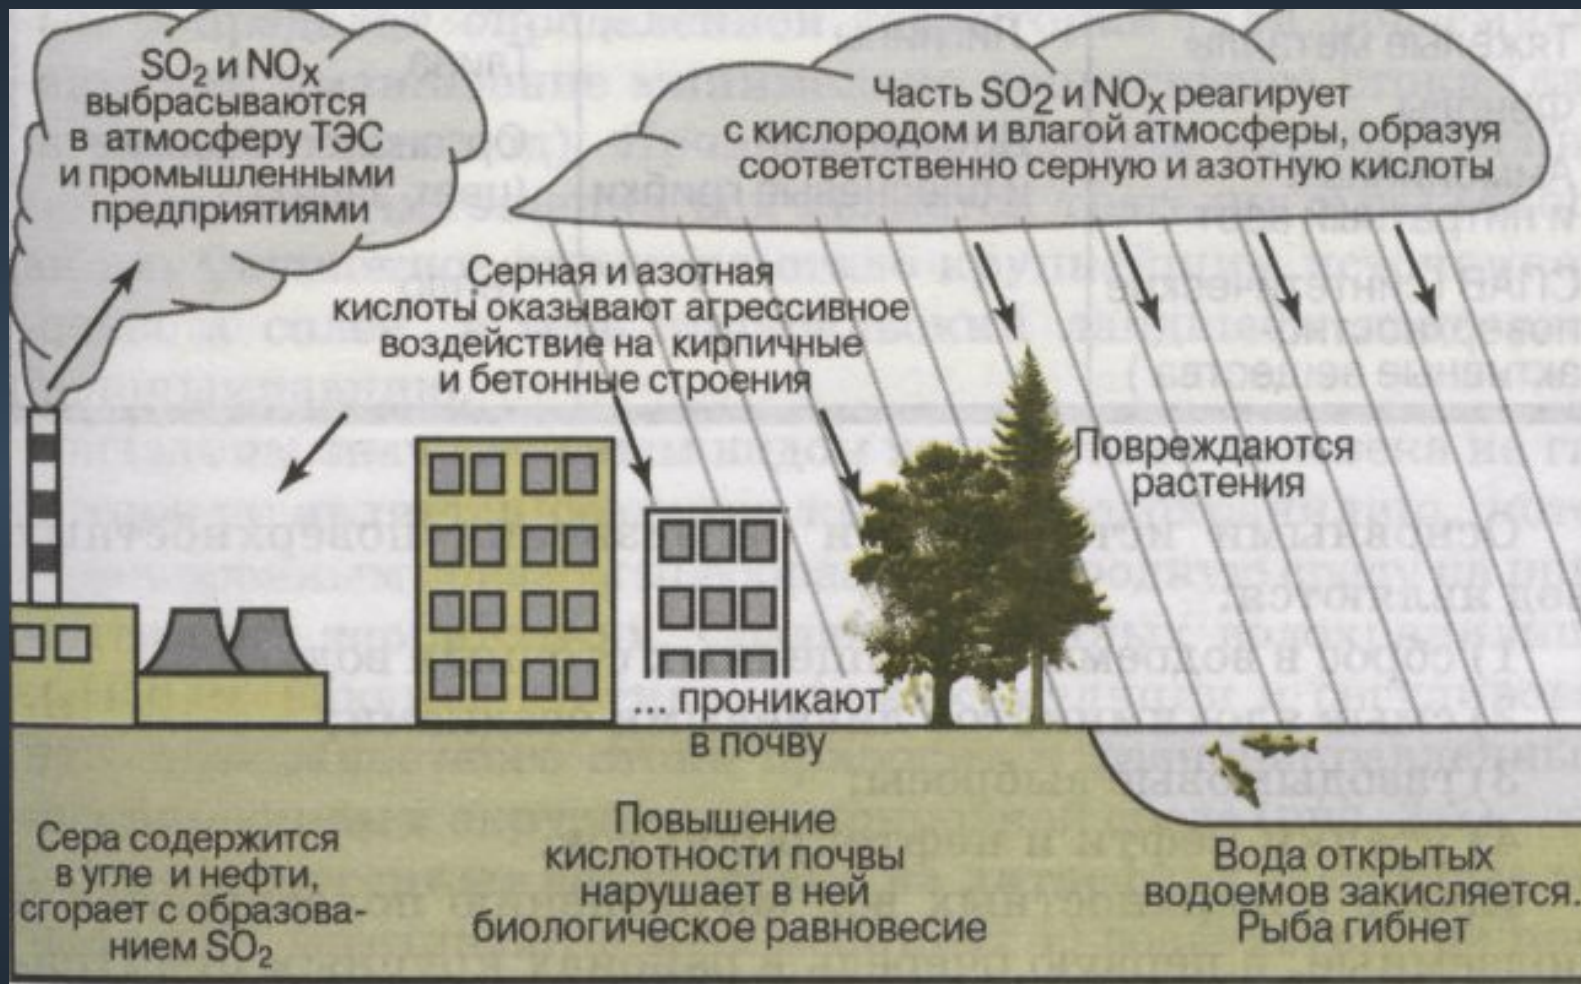 SO2 и NOx
выбрасываются
в атмосферу ТЭС
и промышленными
предприятиями
Часть SO2 и NOx реагирует
с кислородом и влагой атмосферы, образуя
соответственно серную и азотную кислоты
Серная и азотная
кислоты оказывают агрессивное
воздействие на кирпичные
и бетонные строения
Повреждаются
растения
... проникают
в почву
Сера содержится
в угле и нефти,
сгорает с образова-
нием SO2
Повышение
кислотности почвы
нарушает в ней
биологическое равновесие
Вода открытых
водоемов закисляется.
Рыба гибнет